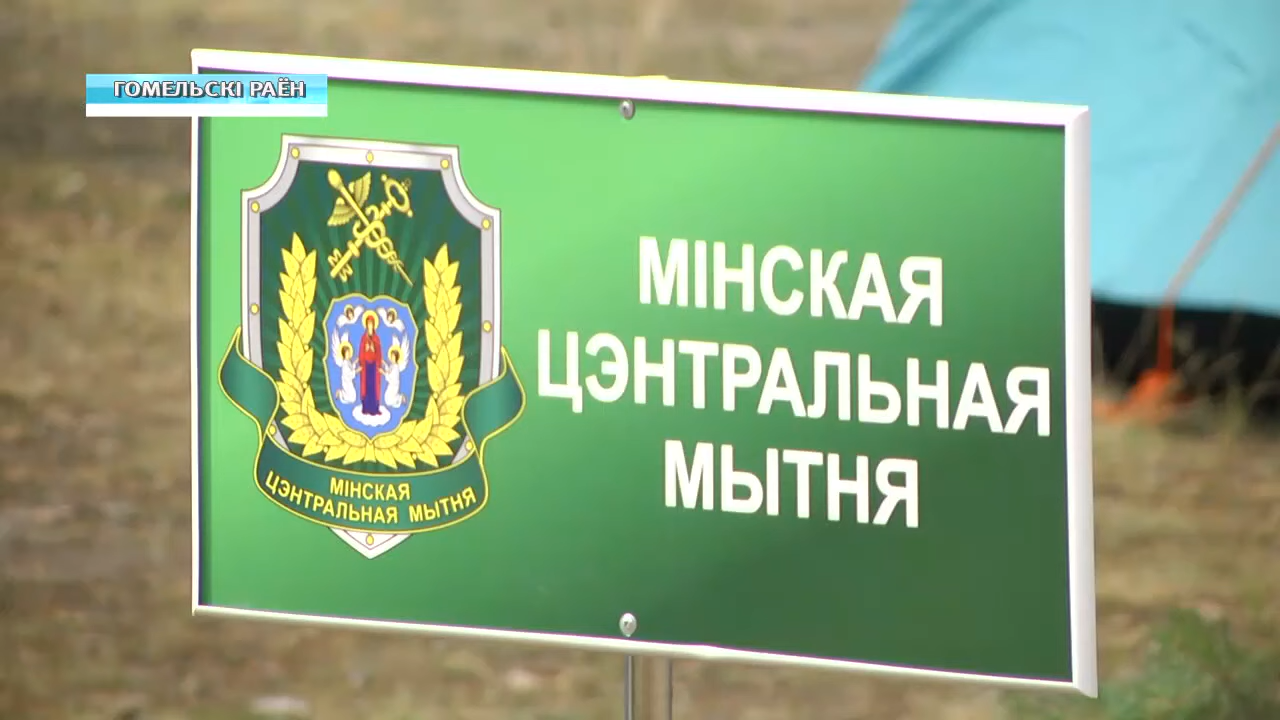 ГОМЕЛЬСКІ РАЁН
МІНСКАЯ
ЦЭНТРАЛЬНАЯ
МЫТНЯ
МІНСКАЯ
ЦЭНТРАЛЬНАЯ МЫТНЯ